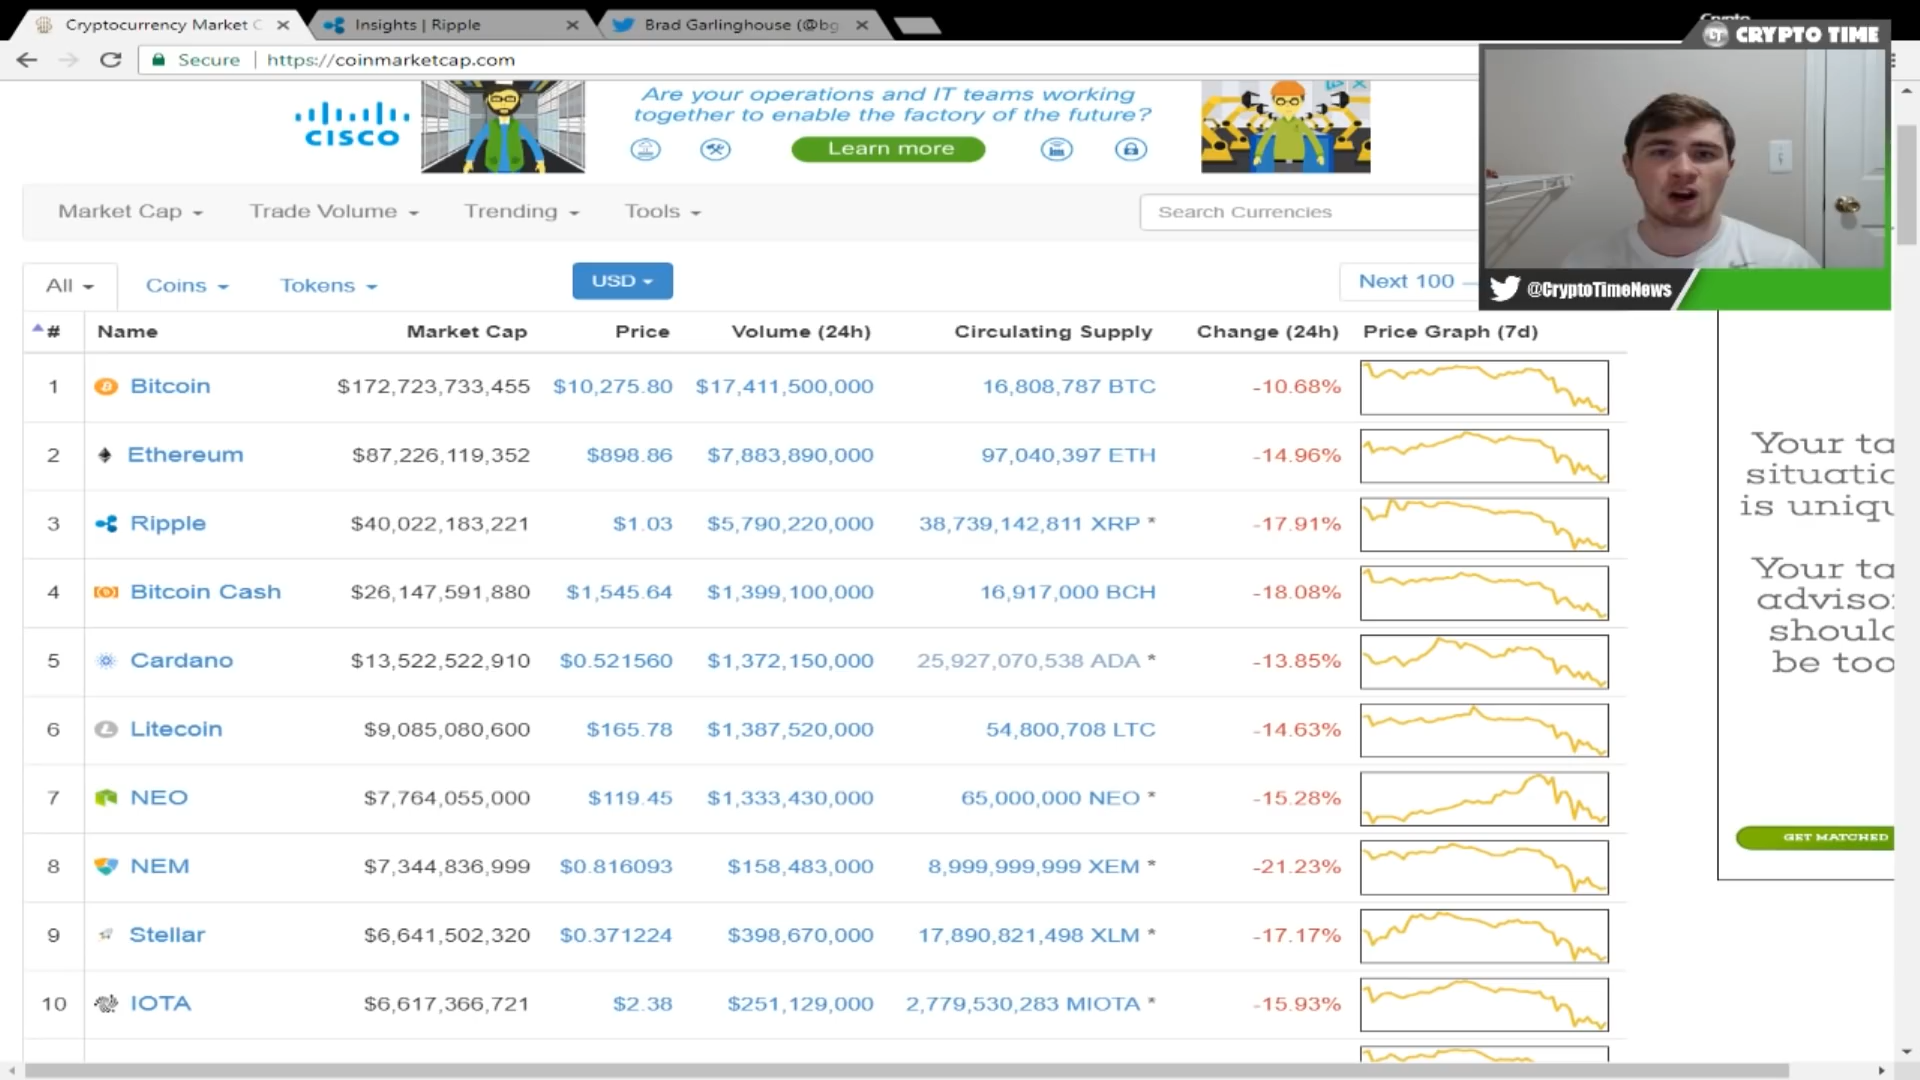 Cryptocurrency Market C
Insights | Ripple
Brad Garlinghouse (@bg
Crypto
CRYPTO TIME
Secure
https://coinmarketcap.com
CISCO
Are your operations and IT teams working
together to enable the factory of the future?
Learn more
Market Cap
Trade Volume
Trending
Tools
Search Currencies
@CryptoTimeNews
All
Coins
Tokens
USD
Next 100
# Name Market Cap Price Volume (24h) Circulating Supply Change (24h) Price Graph (7d)
1 Bitcoin $172,723,733,455 $10,275.80 $17,411,500,000 16,808,787 BTC -10.68%
2 Ethereum $87,226,119,352 $898.86 $7,883,890,000 97,040,397 ETH -14.96%
3 Ripple $40,022,183,221 $1.03 $5,790,220,000 38,739,142,811 XRP * -17.91%
4 Bitcoin Cash $26,147,591,880 $1,545.64 $1,399,100,000 16,917,000 BCH -18.08%
5 Cardano $13,522,522,910 $0.521560 $1,372,150,000 25,927,070,538 ADA * -13.85%
6 Litecoin $9,085,080,600 $165.78 $1,387,520,000 54,800,708 LTC -14.63%
7 NEO $7,764,055,000 $119.45 $1,333,430,000 65,000,000 NEO * -15.28%
8 NEM $7,344,836,999 $0.816093 $158,483,000 8,999,999,999 XEM * -21.23%
9 Stellar $6,641,502,320 $0.371224 $398,670,000 17,890,821,498 XLM * -17.17%
10 IOTA $6,617,366,721 $2.38 $251,129,000 2,779,530,283 MIOTA * -15.93%
Your ta
situatic
is uniqu
Your ta
adviso
should
be too
GET MATCHED